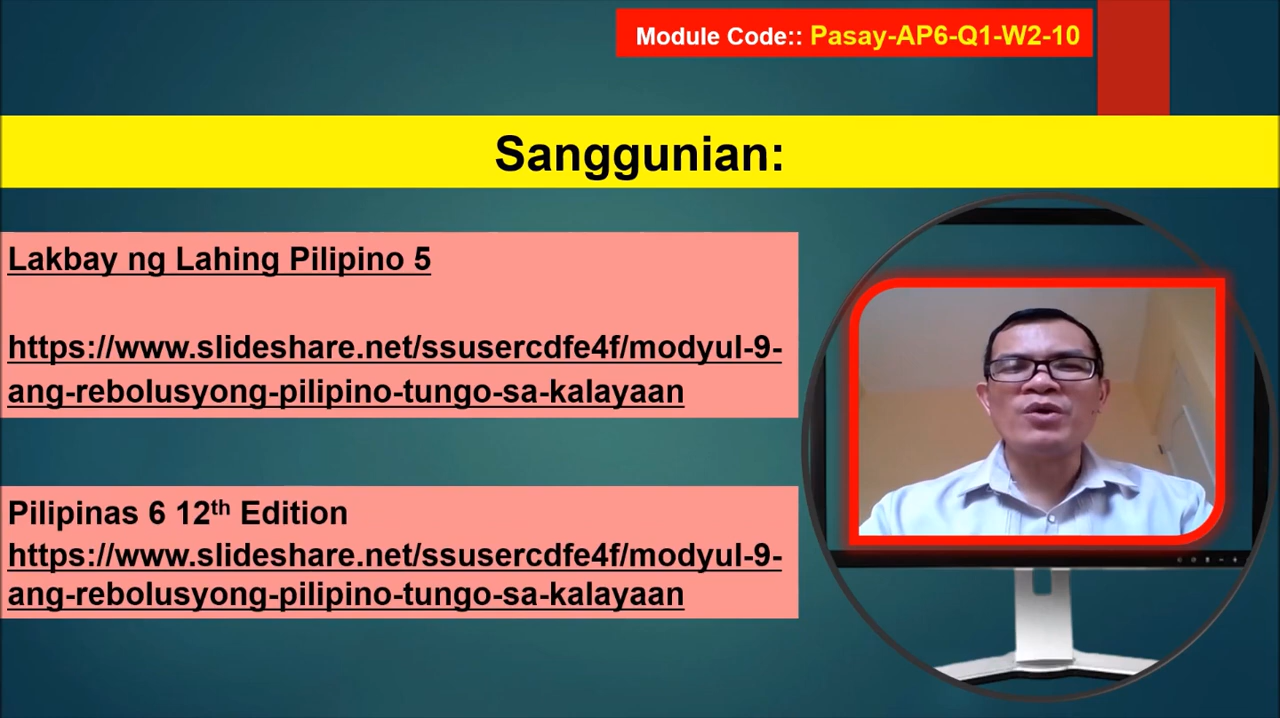 Module Code:: Pasay-AP6-Q1-W2-10
Sanggunian:
Lakbay ng Lahing Pilipino 5
https://www.slideshare.net/ssusercdfe4f/modyul-9-
ang-rebolusyong-pilipino-tungo-sa-kalayaan
Pilipinas 6 12th Edition
https://www.slideshare.net/ssusercdfe4f/modyul-9-
ang-rebolusyong-pilipino-tungo-sa-kalayaan